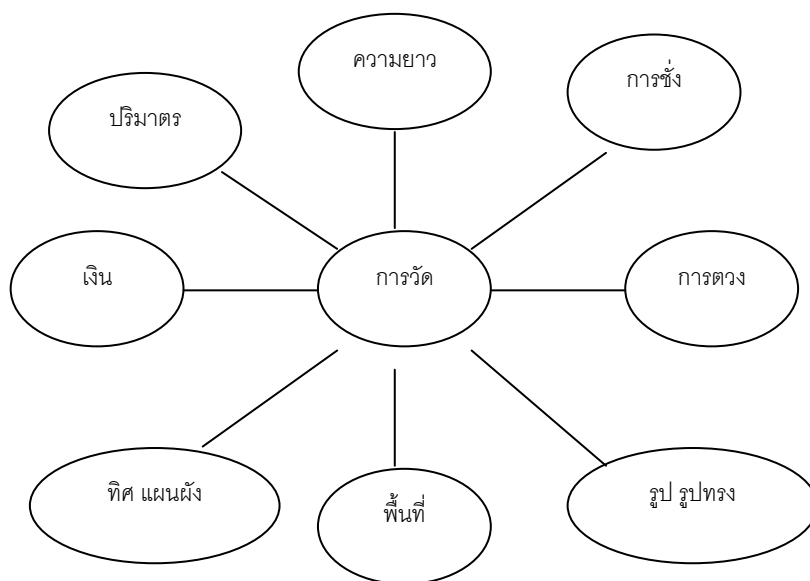 ความยาว
การชั่ง
ปริมาตร
เงิน
การวัด
การตวง
ทิศ แผนผัง
พื้นที่
รูป รูปทรง